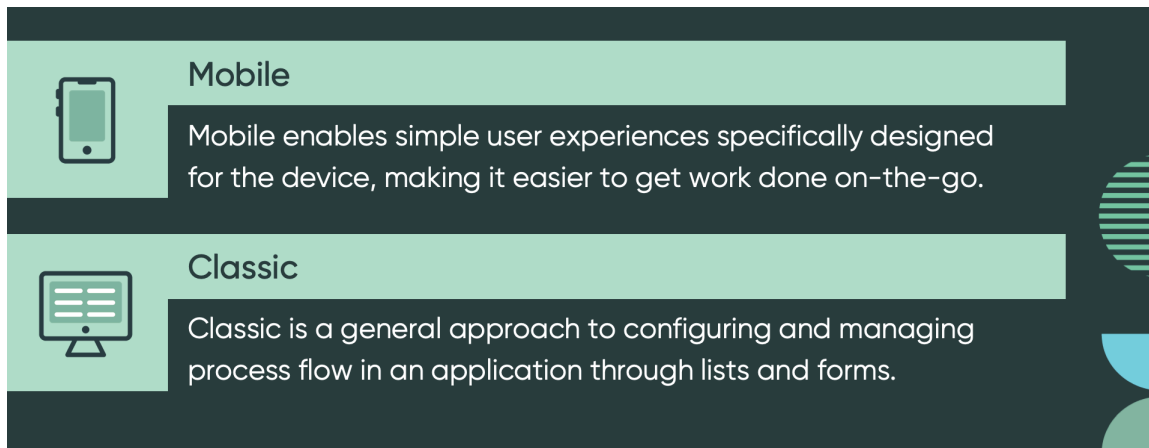 Mobile
Mobile enables simple user experiences specifically designed
for the device, making it easier to get work done on-the-go.
Classic
Classic is a general approach to configuring and managing
process flow in an application through lists and forms.